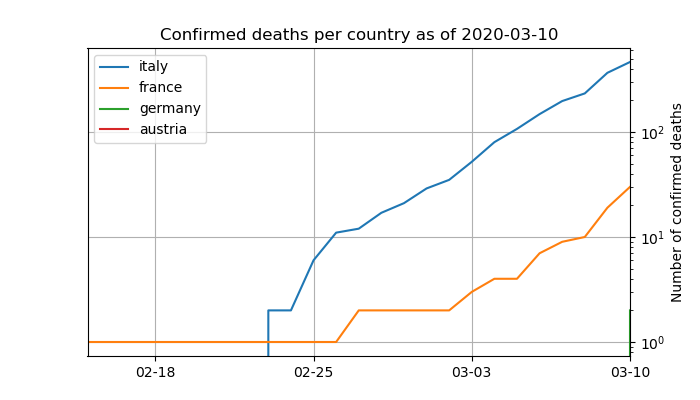 Confirmed deaths per country as of 2020-03-10
italy
france
germany
austria
10²
10¹
10⁰
Number of confirmed deaths
02-18
02-25
03-03
03-10